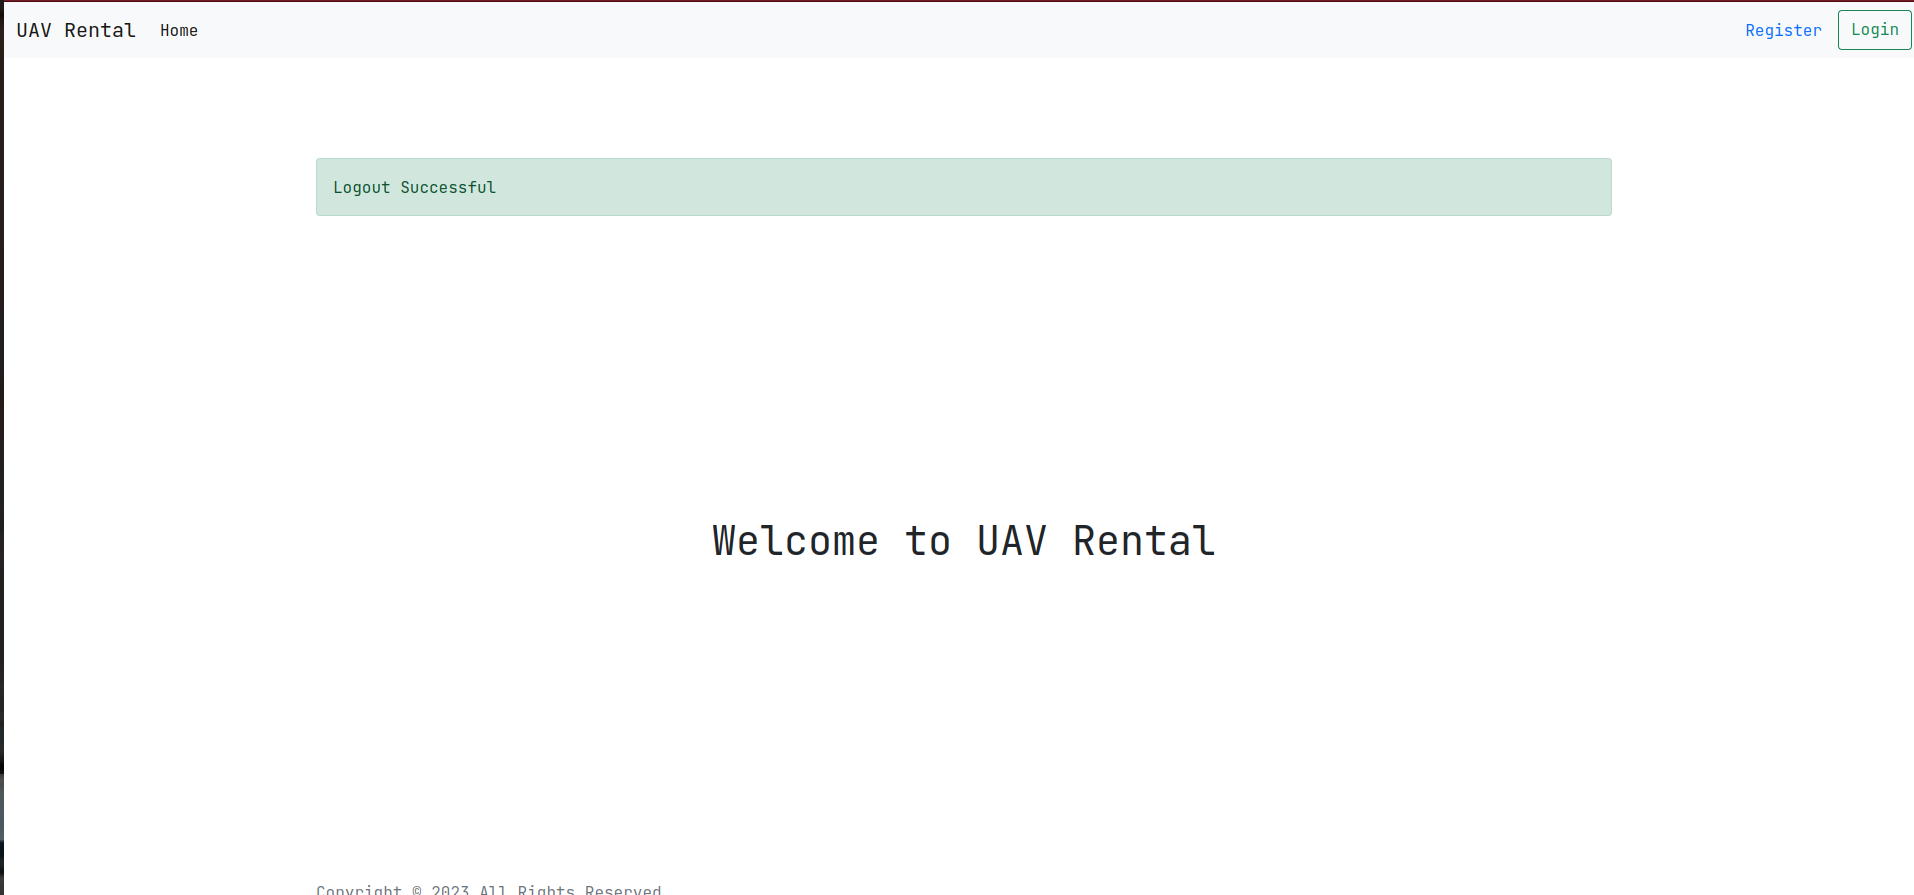 UAV Rental Home Register Login
Logout Successful
Welcome to UAV Rental
Copyright © 2023 All Rights Reserved